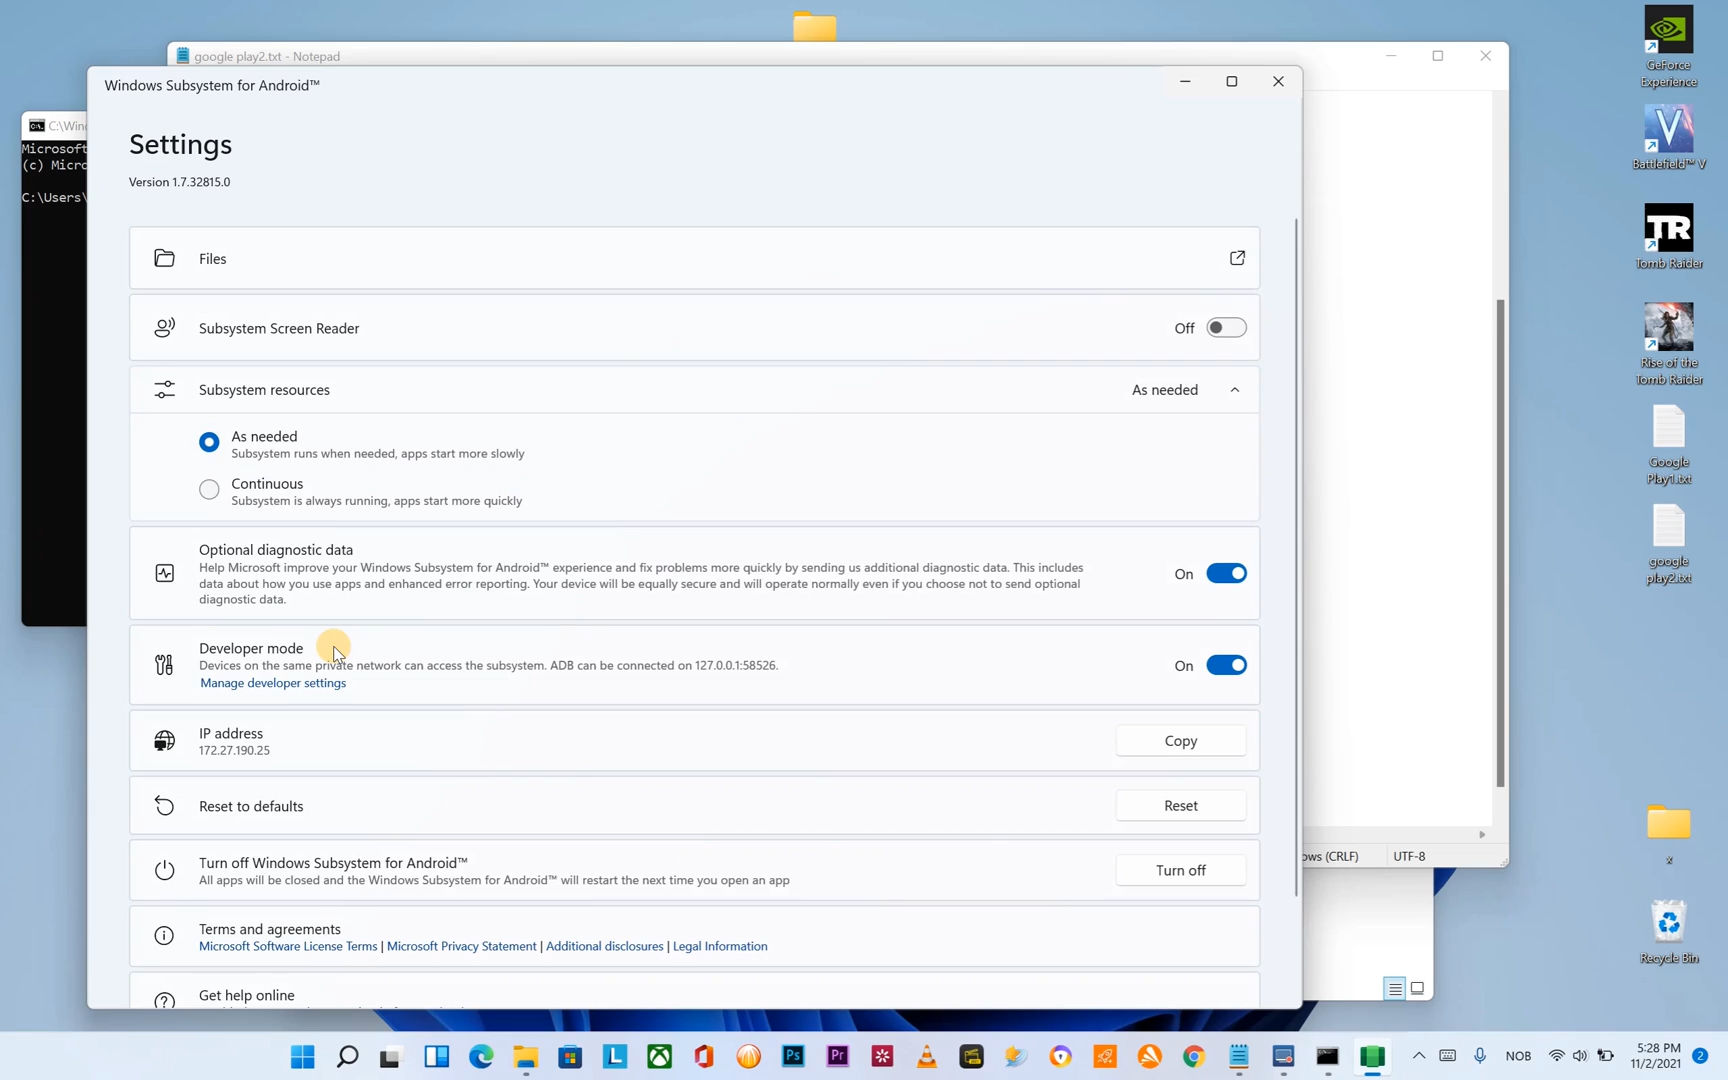 google play2.txt - Notepad
Windows Subsystem for Android™
C:\Wind
Microsoft
(c) Micro
C:\Users\
Settings
Version 1.7.32815.0
Files
Subsystem Screen Reader
Off
Subsystem resources
As needed
As needed
Subsystem runs when needed, apps start more slowly
Continuous
Subsystem is always running, apps start more quickly
Optional diagnostic data
Help Microsoft improve your Windows Subsystem for Android™ experience and fix problems more quickly by sending us additional diagnostic data. This includes
data about how you use apps and enhanced error reporting. Your device will be equally secure and will operate normally even if you choose not to send optional
diagnostic data.
On
Developer mode
Devices on the same private network can access the subsystem. ADB can be connected on 127.0.0.1:58526.
Manage developer settings
On
IP address
172.27.190.25
Copy
Reset to defaults
Reset
Turn off Windows Subsystem for Android™
All apps will be closed and the Windows Subsystem for Android™ will restart the next time you open an app
Turn off
Terms and agreements
Microsoft Software License Terms | Microsoft Privacy Statement | Additional disclosures | Legal Information
Get help online
ows (CRLF)
UTF-8
GeForce
Experience
Battlefield™ V
TR
Tomb Raider
Rise of the
Tomb Raider
Google
Play1.txt
google
play2.txt
x
Recycle Bin
L
Ps
Pr
NOB
5:28 PM
11/2/2021
2